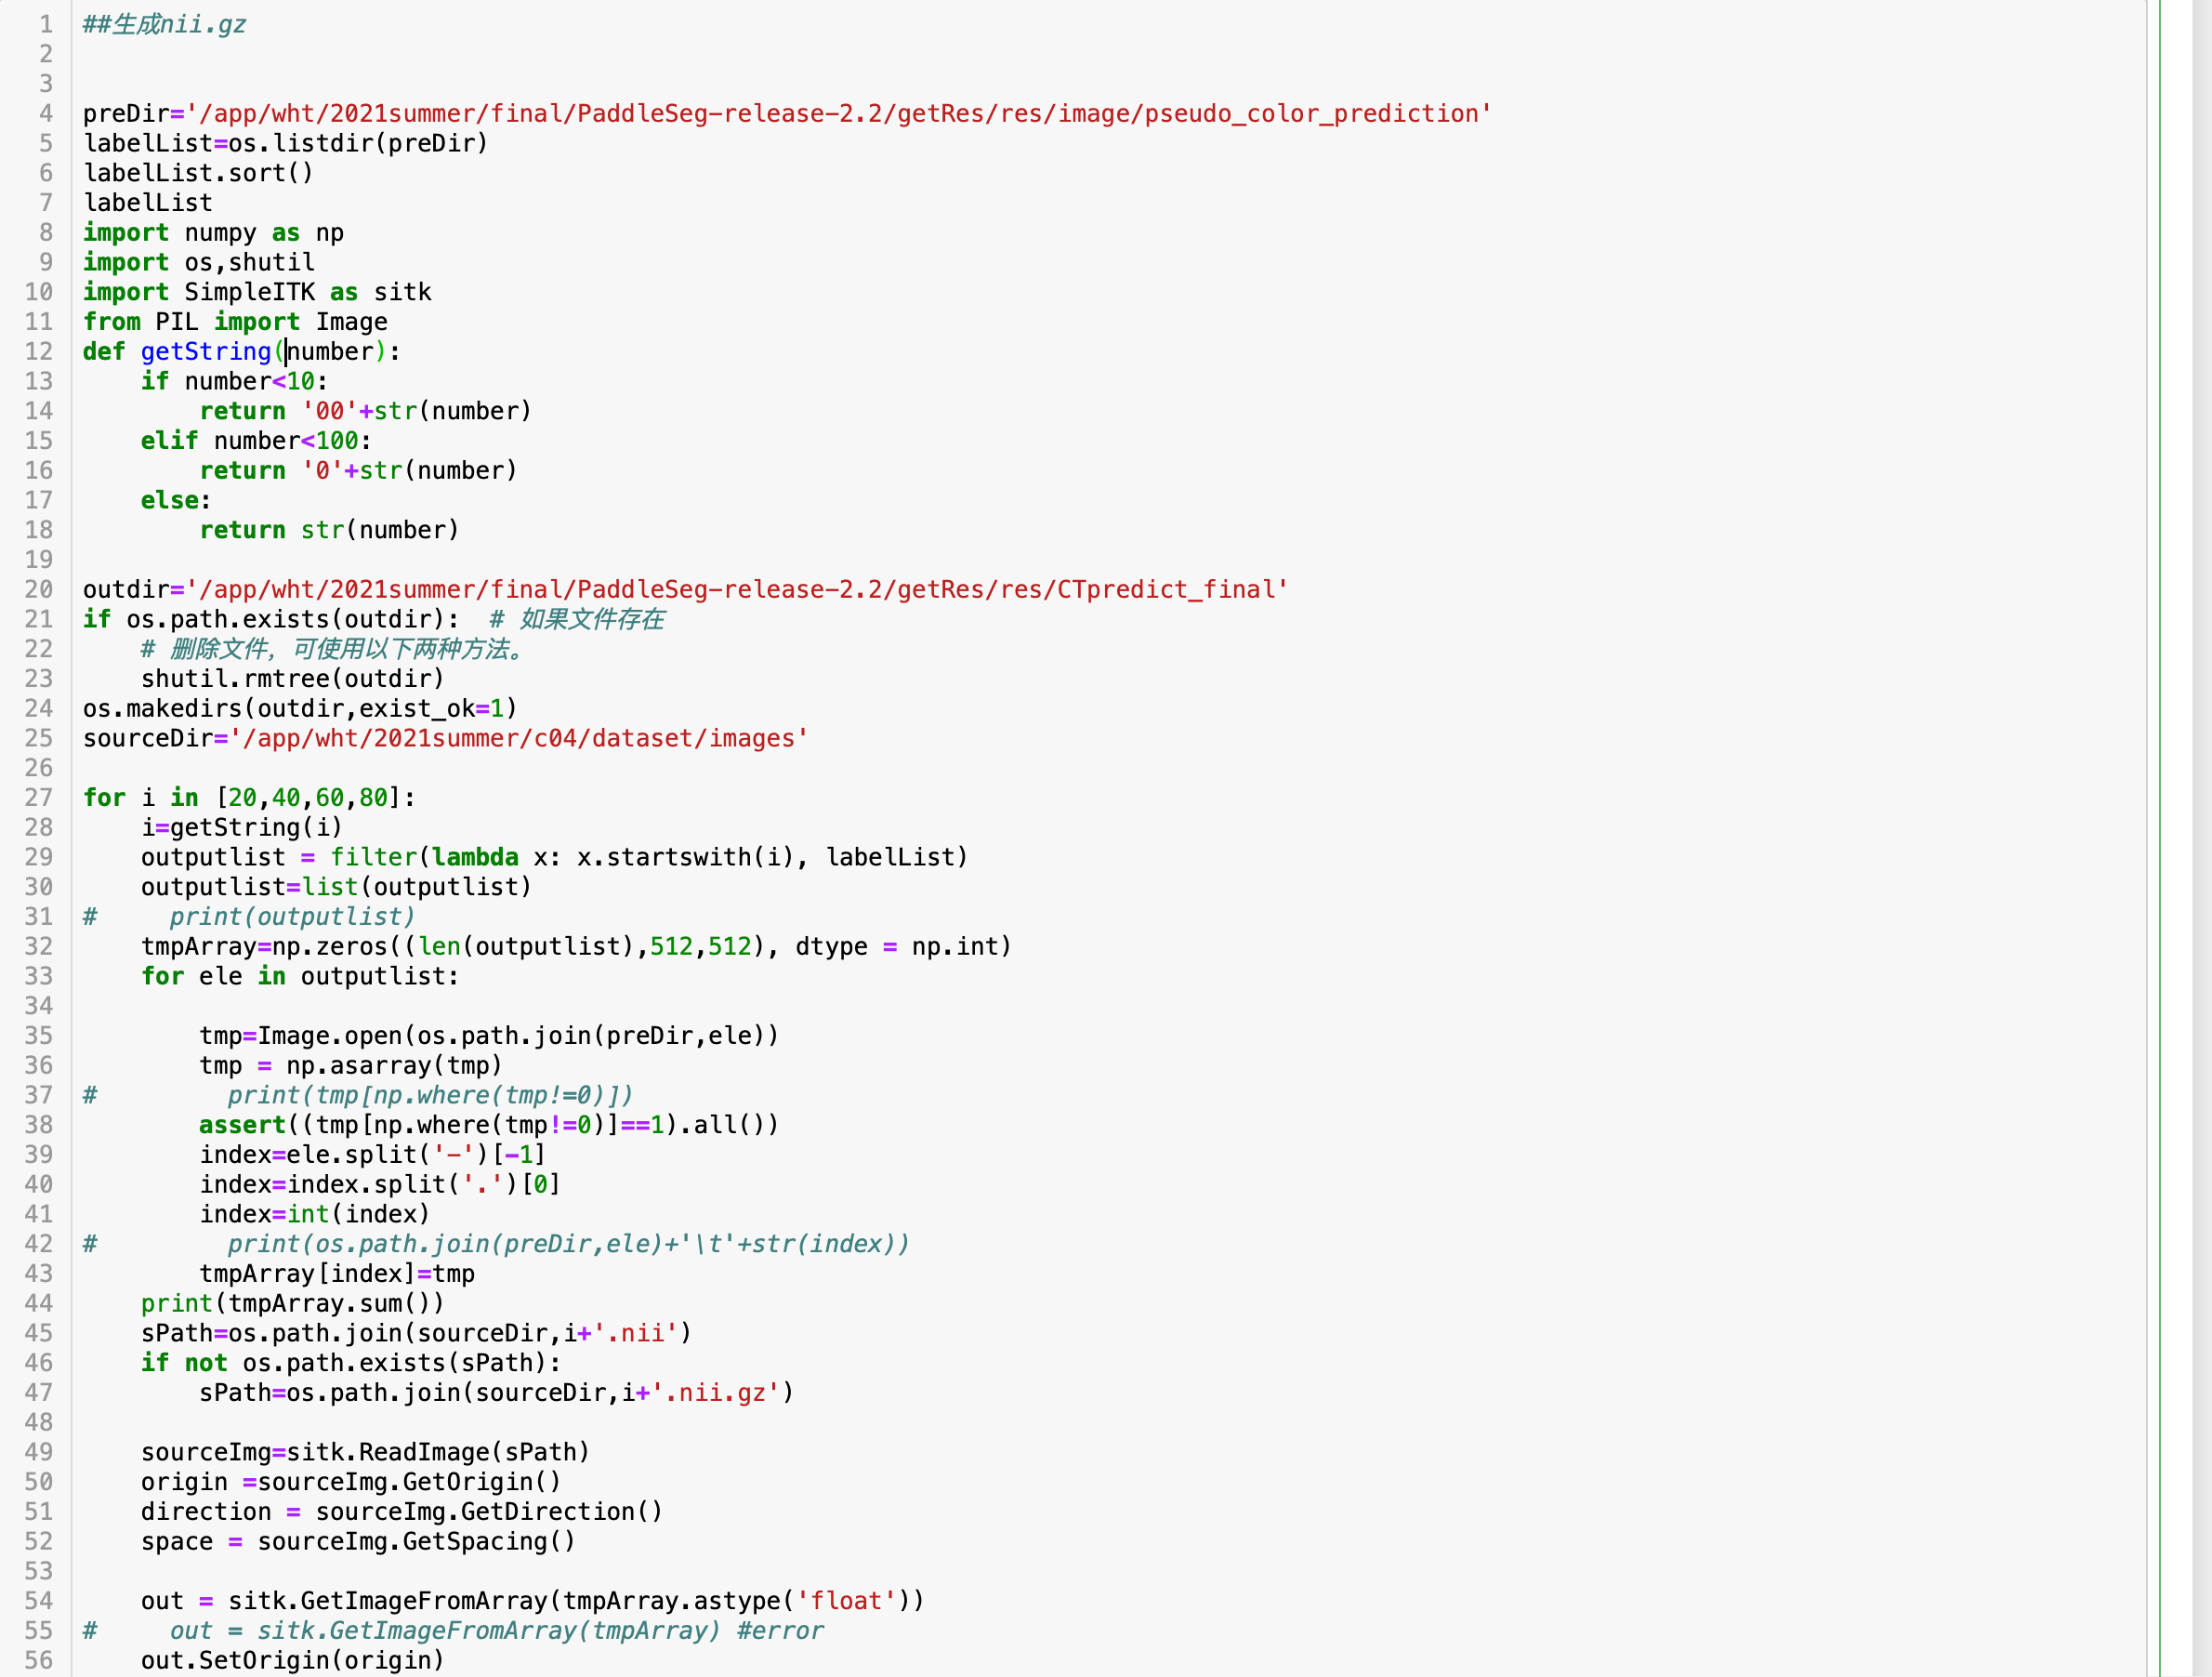 1 ##生成nii.gz
2
3
4 preDir='/app/wht/2021summer/final/PaddleSeg-release-2.2/getRes/res/image/pseudo_color_prediction'
5 labelList=os.listdir(preDir)
6 labelList.sort()
7 labelList
8 import numpy as np
9 import os,shutil
10 import SimpleITK as sitk
11 from PIL import Image
12 def getString(number):
13     if number<10:
14         return '00'+str(number)
15     elif number<100:
16         return '0'+str(number)
17     else:
18         return str(number)
19
20 outdir='/app/wht/2021summer/final/PaddleSeg-release-2.2/getRes/res/CTpredict_final'
21 if os.path.exists(outdir):  # 如果文件存在
22     # 删除文件，可使用以下两种方法。
23     shutil.rmtree(outdir)
24 os.makedirs(outdir,exist_ok=1)
25 sourceDir='/app/wht/2021summer/c04/dataset/images'
26
27 for i in [20,40,60,80]:
28     i=getString(i)
29     outputlist = filter(lambda x: x.startswith(i), labelList)
30     outputlist=list(outputlist)
31 #     print(outputlist)
32     tmpArray=np.zeros((len(outputlist),512,512), dtype = np.int)
33     for ele in outputlist:
34
35         tmp=Image.open(os.path.join(preDir,ele))
36         tmp = np.asarray(tmp)
37 #         print(tmp[np.where(tmp!=0)])
38         assert((tmp[np.where(tmp!=0)]==1).all())
39         index=ele.split('-')[-1]
40         index=index.split('.')[0]
41         index=int(index)
42 #         print(os.path.join(preDir,ele)+'\t'+str(index))
43         tmpArray[index]=tmp
44     print(tmpArray.sum())
45     sPath=os.path.join(sourceDir,i+'.nii')
46     if not os.path.exists(sPath):
47         sPath=os.path.join(sourceDir,i+'.nii.gz')
48
49     sourceImg=sitk.ReadImage(sPath)
50     origin =sourceImg.GetOrigin()
51     direction = sourceImg.GetDirection()
52     space = sourceImg.GetSpacing()
53
54     out = sitk.GetImageFromArray(tmpArray.astype('float'))
55 #     out = sitk.GetImageFromArray(tmpArray) #error
56     out.SetOrigin(origin)